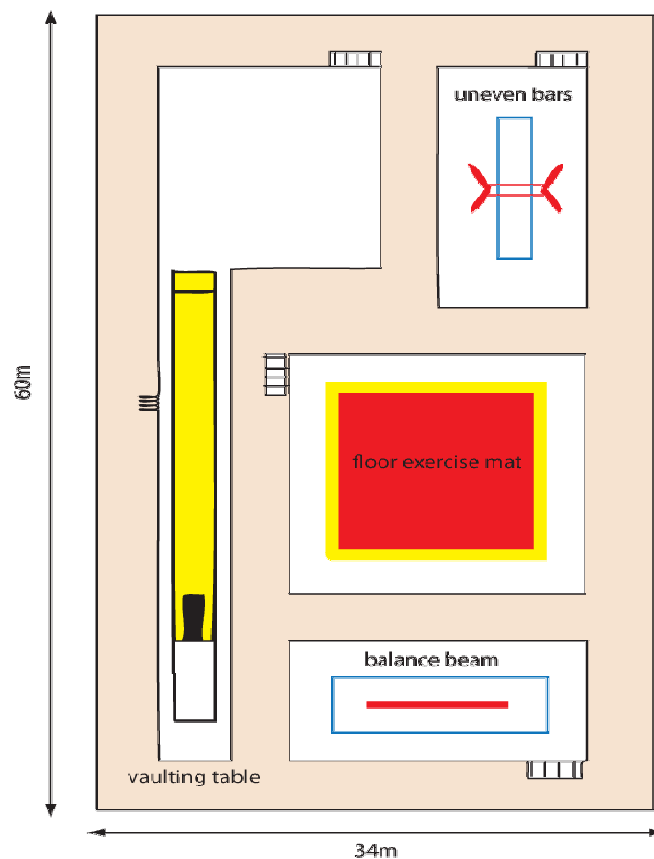 uneven bars
60m
floor exercise mat
balance beam
vaulting table
34m